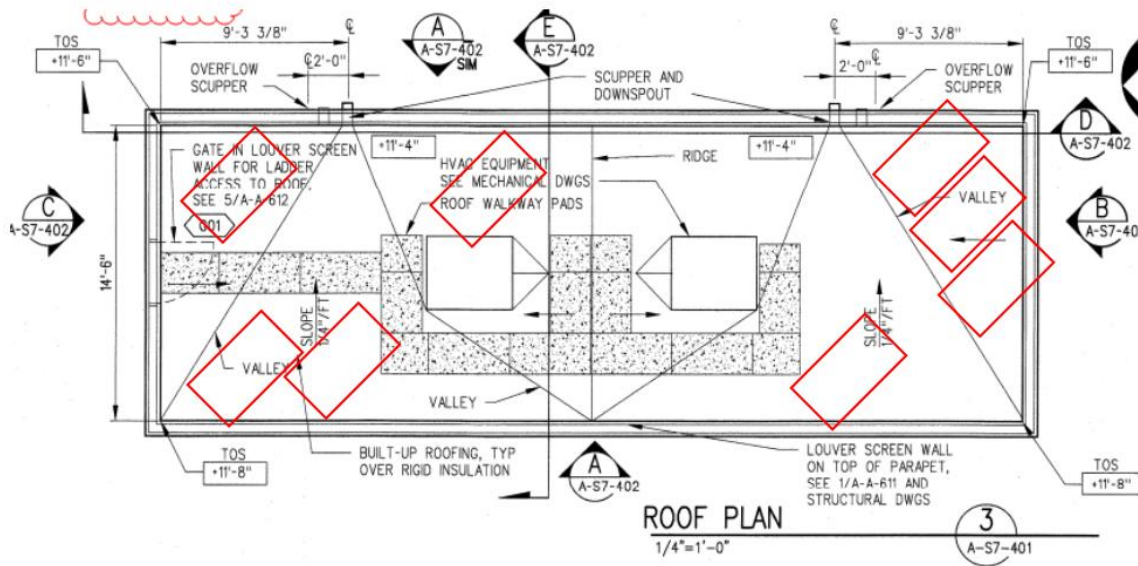 9'-3 3/8"
℄
A
A-S7-402
SIM
E
A-S7-402
℄
9'-3 3/8"
TOS
+11'-6"
℄ 2'-0"
OVERFLOW
SCUPPER
SCUPPER AND
DOWNSPOUT
2'-0" ℄
OVERFLOW
SCUPPER
TOS
+11'-6"
D
A-S7-402
+11'-4"
RIDGE
+11'-4"
GATE IN LOUVER SCREEN
WALL FOR LADDER
ACCESS TO ROOF,
SEE 5/A-A-612
001
HVAC EQUIPMENT
SEE MECHANICAL DWGS
ROOF WALKWAY PADS
VALLEY
C
A-S7-402
B
A-S7-40
14'-6"
SLOPE
1/4"/FT
SLOPE
1/4"/FT
VALLEY
VALLEY
TOS
+11'-8"
BUILT-UP ROOFING, TYP
OVER RIGID INSULATION
A
A-S7-402
LOUVER SCREEN WALL
ON TOP OF PARAPET,
SEE 1/A-A-611 AND
STRUCTURAL DWGS
TOS
+11'-8"
ROOF PLAN
1/4"=1'-0"
3
A-S7-401